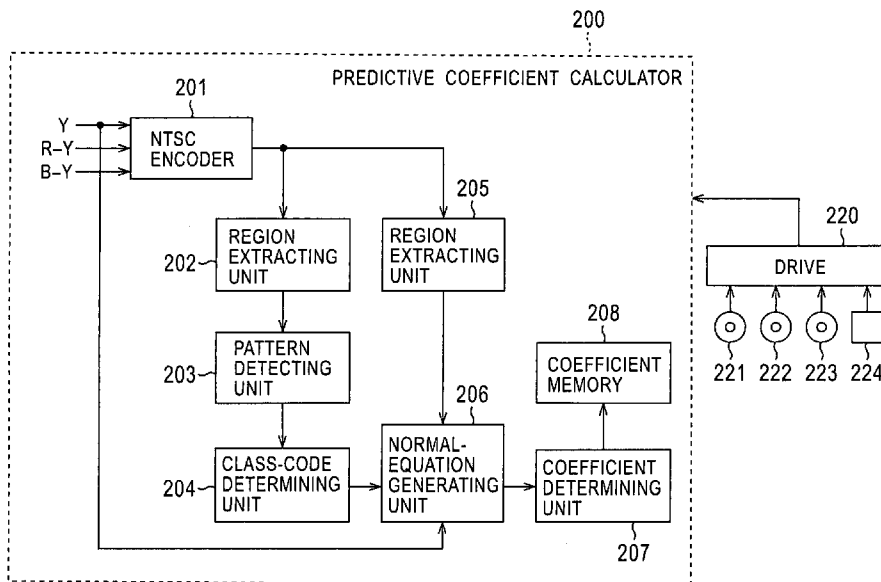 200
PREDICTIVE COEFFICIENT CALCULATOR
201
Y
R-Y
B-Y
NTSC
ENCODER
205
202
REGION
EXTRACTING
UNIT
REGION
EXTRACTING
UNIT
220
DRIVE
208
203
PATTERN
DETECTING
UNIT
COEFFICIENT
MEMORY
221
222
223
224
206
204
CLASS-CODE
DETERMINING
UNIT
NORMAL-
EQUATION
GENERATING
UNIT
COEFFICIENT
DETERMINING
UNIT
207